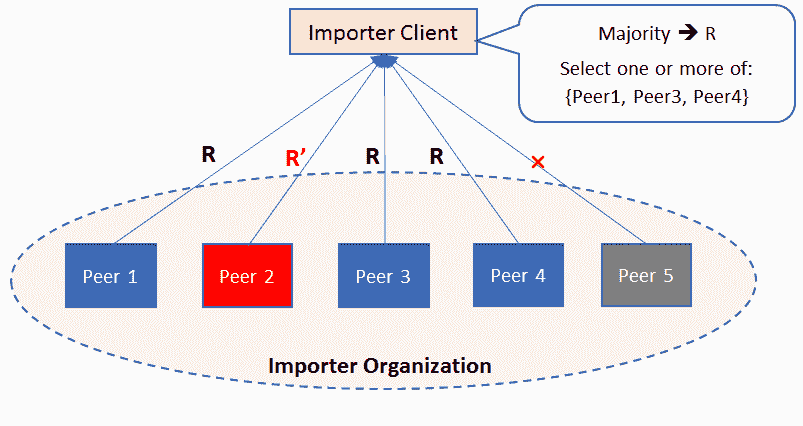 Importer Client
Majority ➔ R
Select one or more of:
{Peer1, Peer3, Peer4}
R
R’
R
R
×
Peer 1
Peer 2
Peer 3
Peer 4
Peer 5
Importer Organization